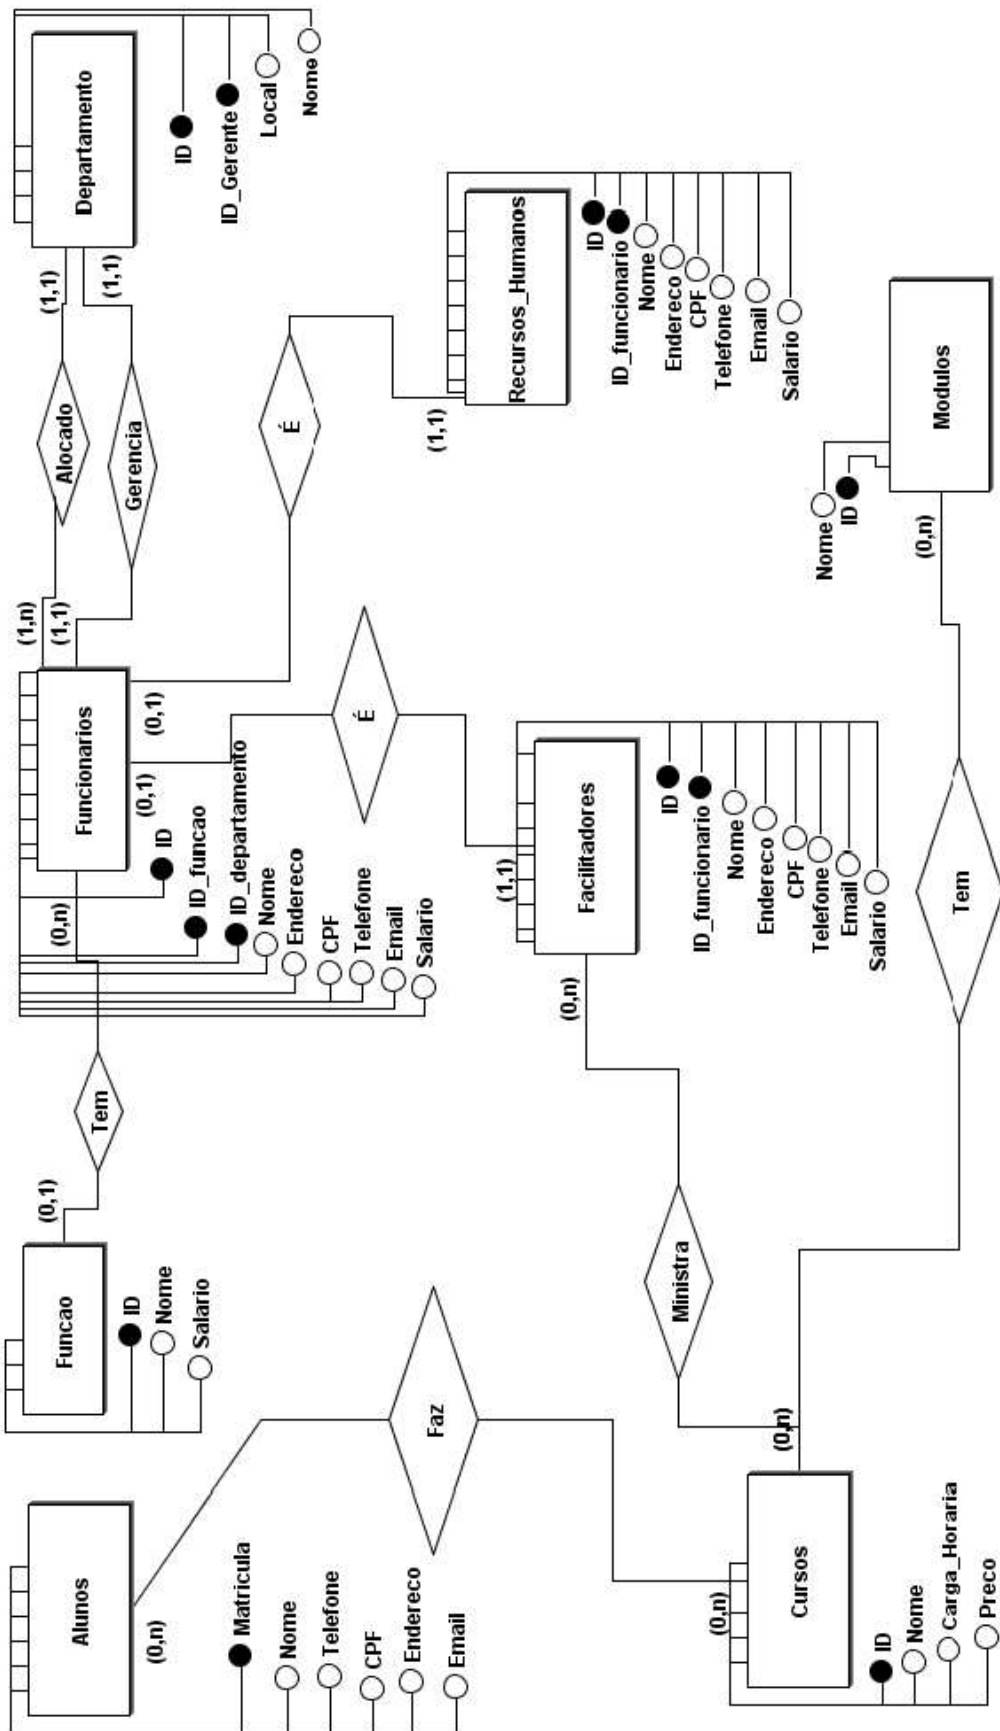 Alunos
(0,n)
Matricula
Nome
Telefone
CPF
Endereco
Email
Faz
Funcao
(0,1)
ID
Nome
Salario
Tem
Funcionarios
(0,n)
(0,1)
(0,1)
(1,n)
(1,1)
ID
ID_funcao
ID_departamento
Nome
Endereco
CPF
Telefone
Email
Salario
Alocado
Gerencia
Departamento
(1,1)
(1,1)
ID
ID_Gerente
Local
Nome
É
É
Recursos_Humanos
(1,1)
ID
ID_funcionario
Nome
Endereco
CPF
Telefone
Email
Salario
Facilitadores
(1,1)
(0,n)
ID
ID_funcionario
Nome
Endereco
CPF
Telefone
Email
Salario
Ministra
Cursos
(0,n)
(0,n)
ID
Nome
Carga_Horaria
Preco
Tem
Modulos
(0,n)
Nome
ID